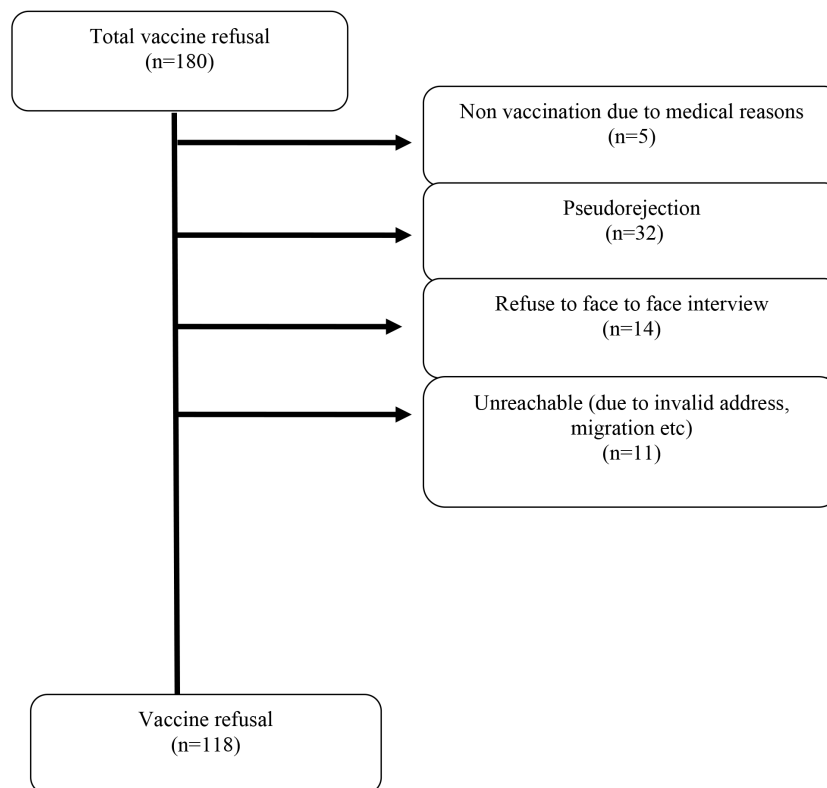 Total vaccine refusal
(n=180)
Non vaccination due to medical reasons
(n=5)
Pseudorejection
(n=32)
Refuse to face to face interview
(n=14)
Unreachable (due to invalid address,
migration etc)
(n=11)
Vaccine refusal
(n=118)